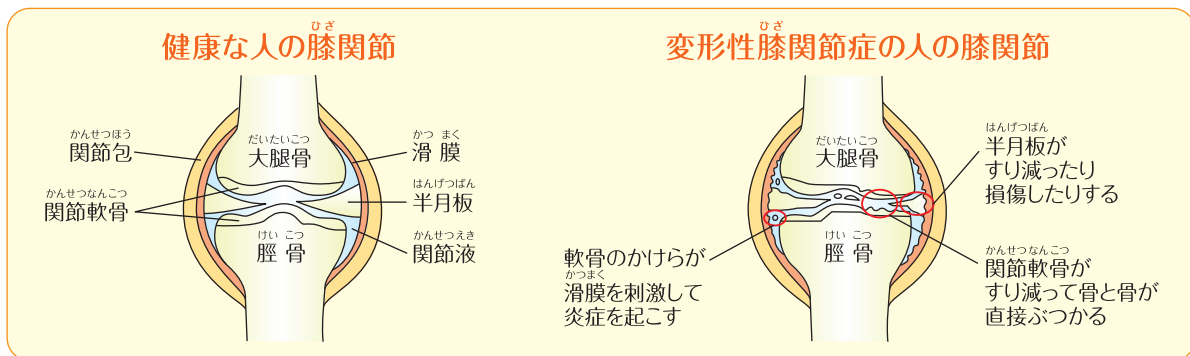 ひざ
健康な人の膝関節
かんせつほう
関節包
かんせつなんこつ
関節軟骨
だいたいこつ
大腿骨
けい こつ
脛骨
かつ まく
滑膜
はんげつばん
半月板
かんせつえき
関節液
ひざ
変形性膝関節症の人の膝関節
だいたいこつ
大腿骨
けい こつ
脛骨
軟骨のかけらが
かつまく
滑膜を刺激して
炎症を起こす
はんげつばん
半月板が
すり減ったり
損傷したりする
かんせつなんこつ
関節軟骨が
すり減って骨と骨が
直接ぶつかる